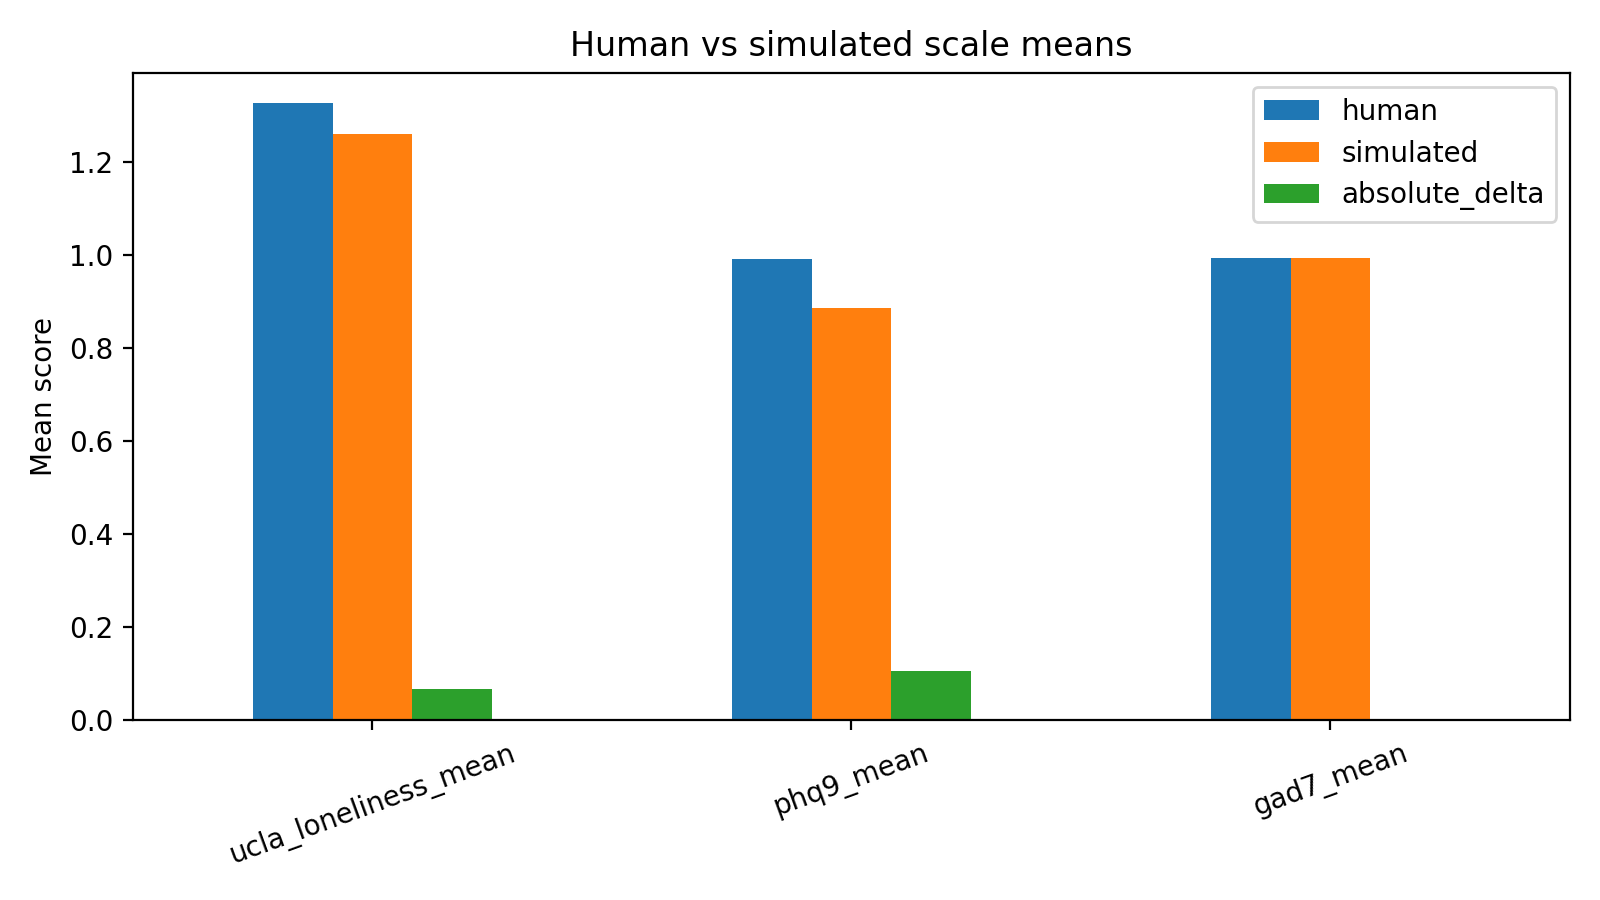 Human vs simulated scale means
human
simulated
absolute_delta
Mean score
1.2
1.0
0.8
0.6
0.4
0.2
0.0
ucla_loneliness_mean
phq9_mean
gad7_mean